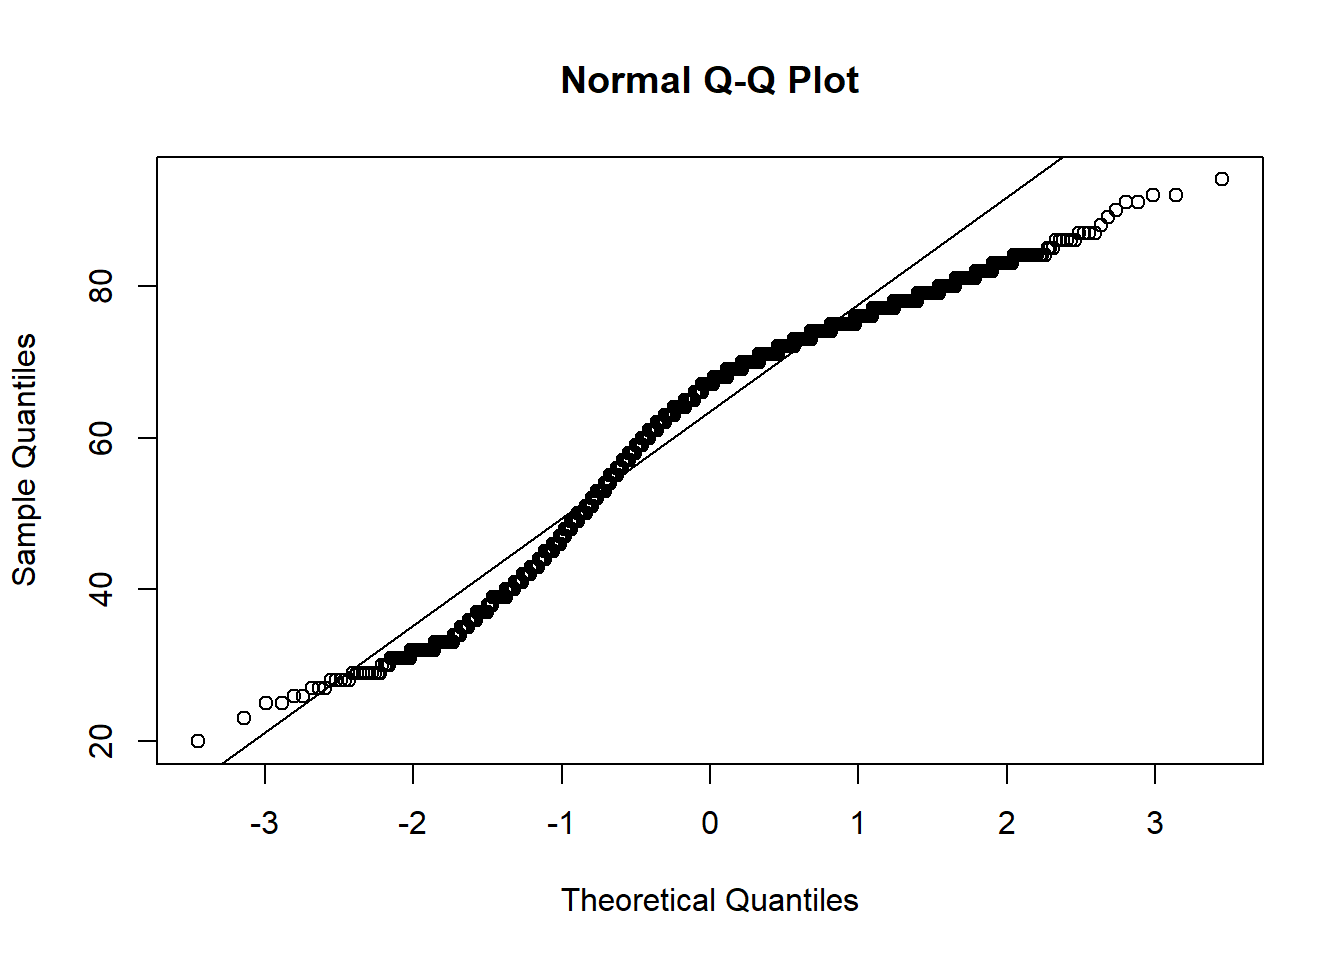 Normal Q-Q Plot
Sample Quantiles
80
60
40
20
-3 -2 -1 0 1 2 3
Theoretical Quantiles